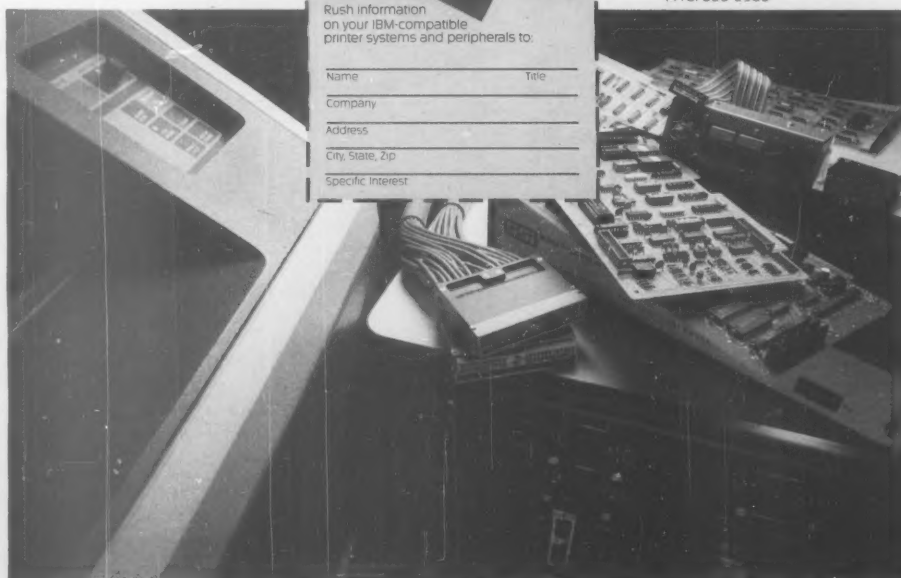 Rush information
on your IBM-compatible
printer systems and peripherals to:
Name Title
Company
Address
City, State, Zip
Specific Interest